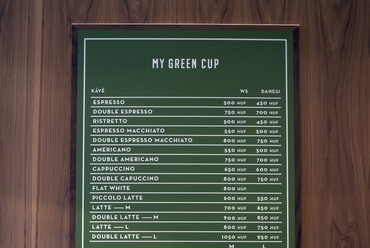 MY GREEN CUP
KÁVÉ WS DANESI
ESPRESSO 500 HUF 450 HUF
DOUBLE ESPRESSO 750 HUF 700 HUF
RISTRETTO 500 HUF 450 HUF
ESPRESSO MACCHIATO 550 HUF 500 HUF
DOUBLE ESPRESSO MACCHIATO 800 HUF 750 HUF
AMERICANO 550 HUF 500 HUF
DOUBLE AMERICANO 750 HUF 700 HUF
CAPPUCCINO 650 HUF 600 HUF
DOUBLE CAPUCCINO 800 HUF 750 HUF
FLAT WHITE 800 HUF
PICCOLO LATTE 600 HUF 550 HUF
LATTE — M 700 HUF 650 HUF
DOUBLE LATTE — M 900 HUF 850 HUF
LATTE — L 800 HUF 750 HUF
DOUBLE LATTE — L 1050 HUF 950 HUF
M L